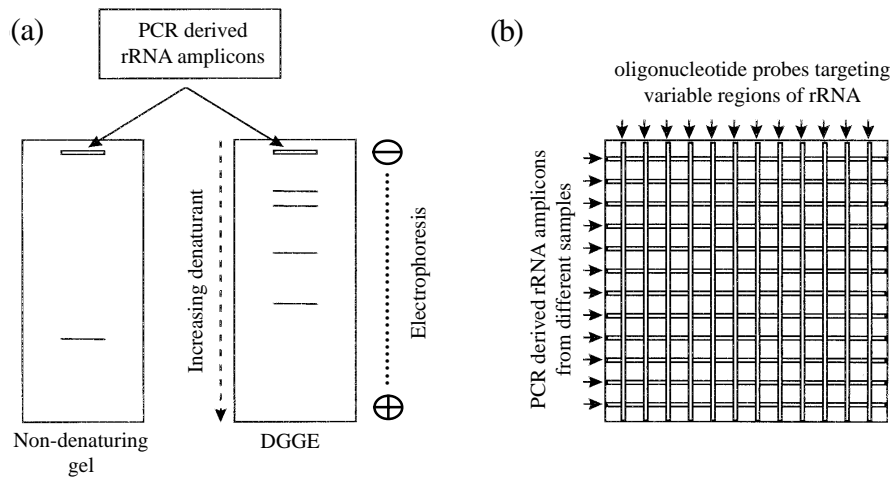 (a)
PCR derived
rRNA amplicons
Increasing denaturant
Electrophoresis
Non-denaturing
gel
DGGE
(b)
oligonucleotide probes targeting
variable regions of rRNA
PCR derived rRNA amplicons
from different samples